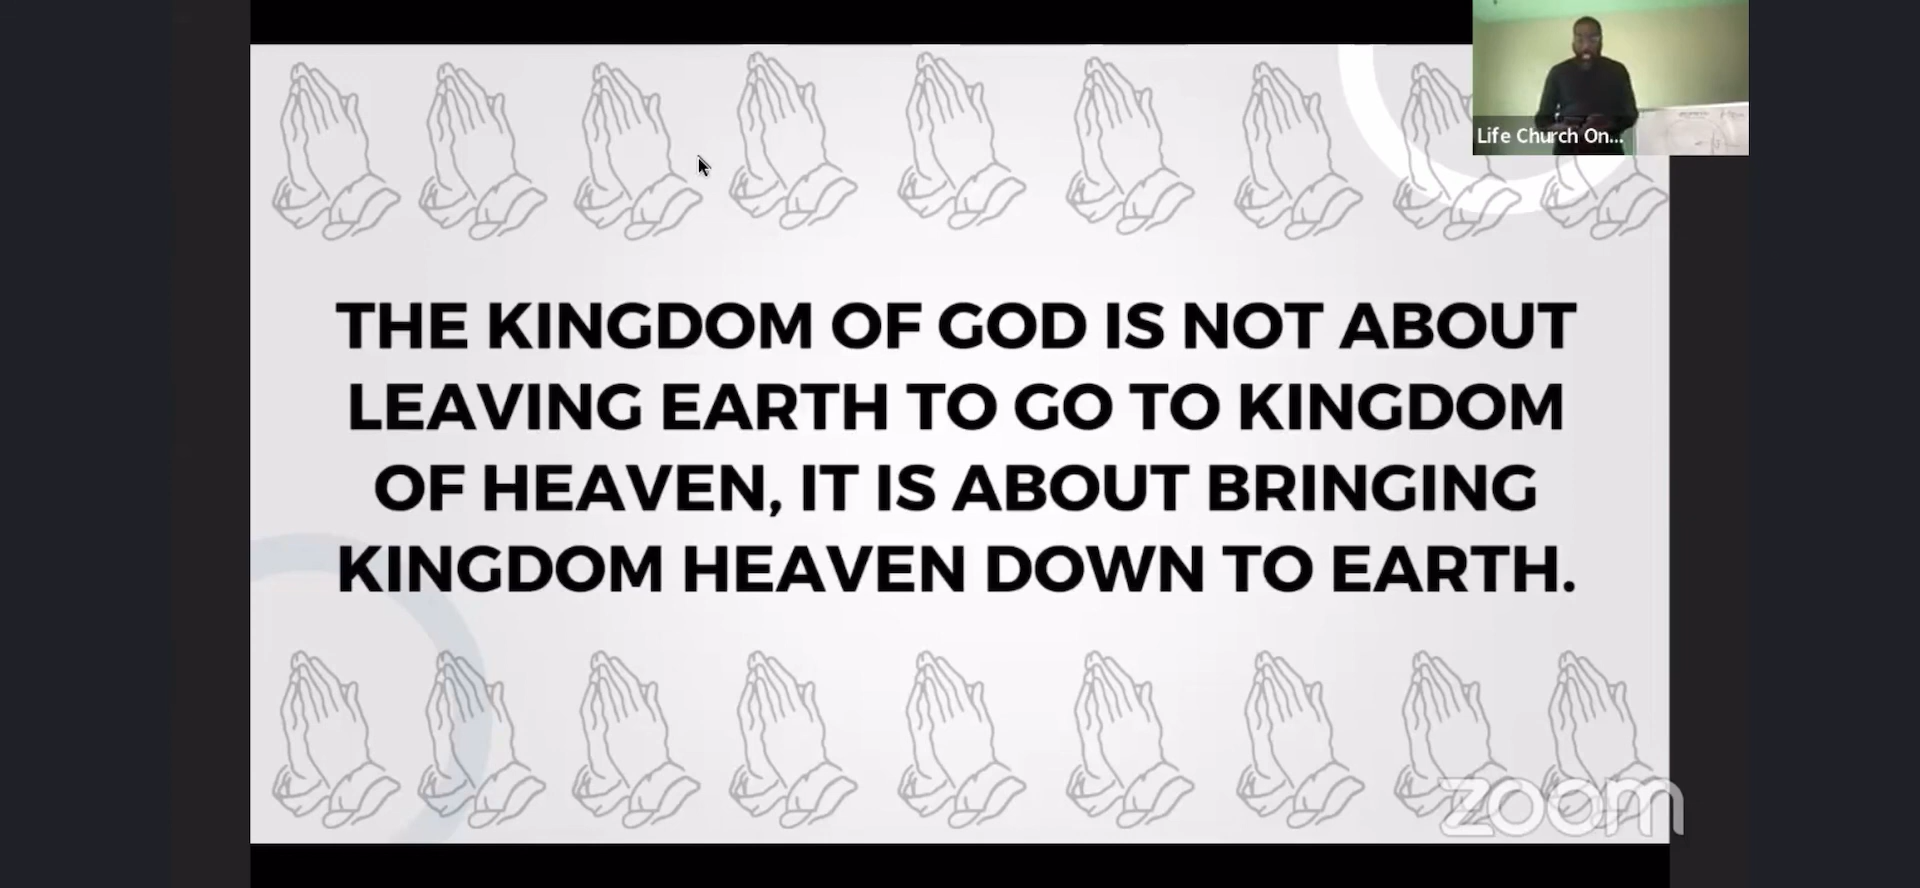 Life Church On...
THE KINGDOM OF GOD IS NOT ABOUT
LEAVING EARTH TO GO TO KINGDOM
OF HEAVEN, IT IS ABOUT BRINGING
KINGDOM HEAVEN DOWN TO EARTH.
zoom